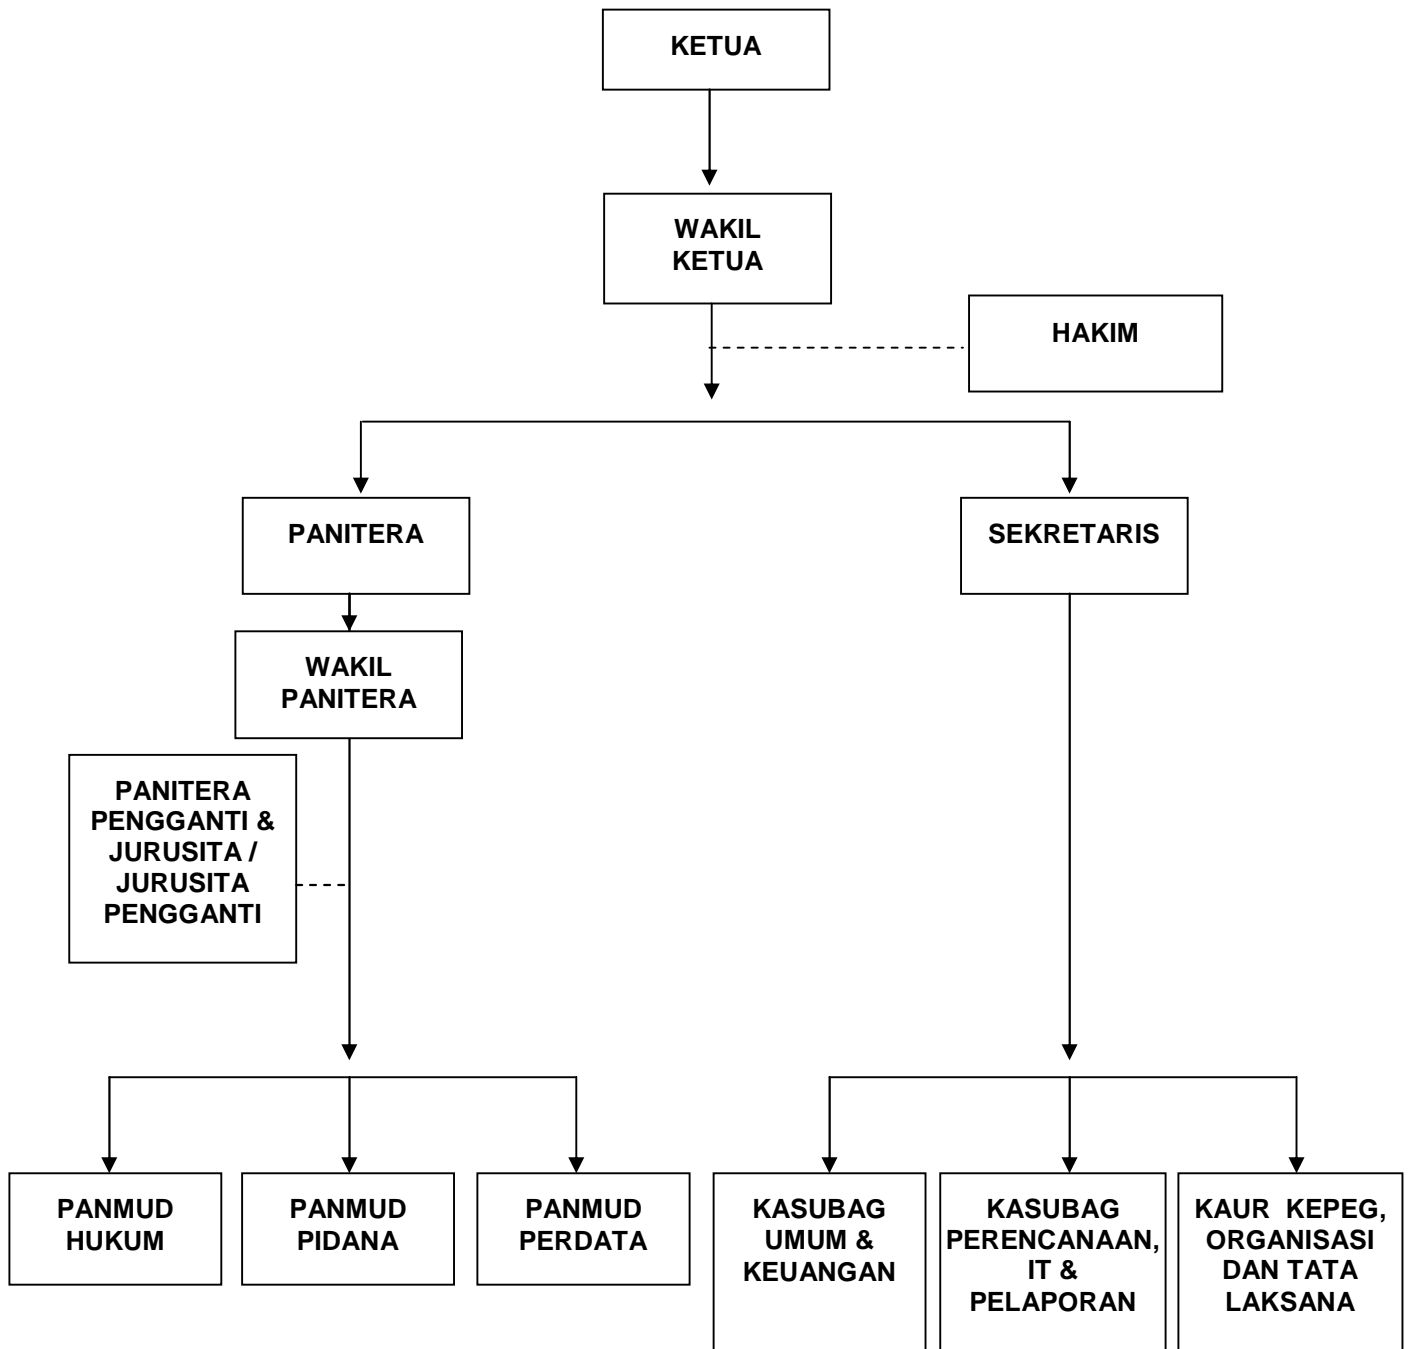 KETUA
WAKIL
KETUA
HAKIM
PANITERA
SEKRETARIS
WAKIL
PANITERA
PANITERA
PENGGANTI &
JURUSITA /
JURUSITA
PENGGANTI
PANMUD
HUKUM
PANMUD
PIDANA
PANMUD
PERDATA
KASUBAG
UMUM &
KEUANGAN
KASUBAG
PERENCANAAN,
IT &
PELAPORAN
KAUR KEPEG,
ORGANISASI
DAN TATA
LAKSANA